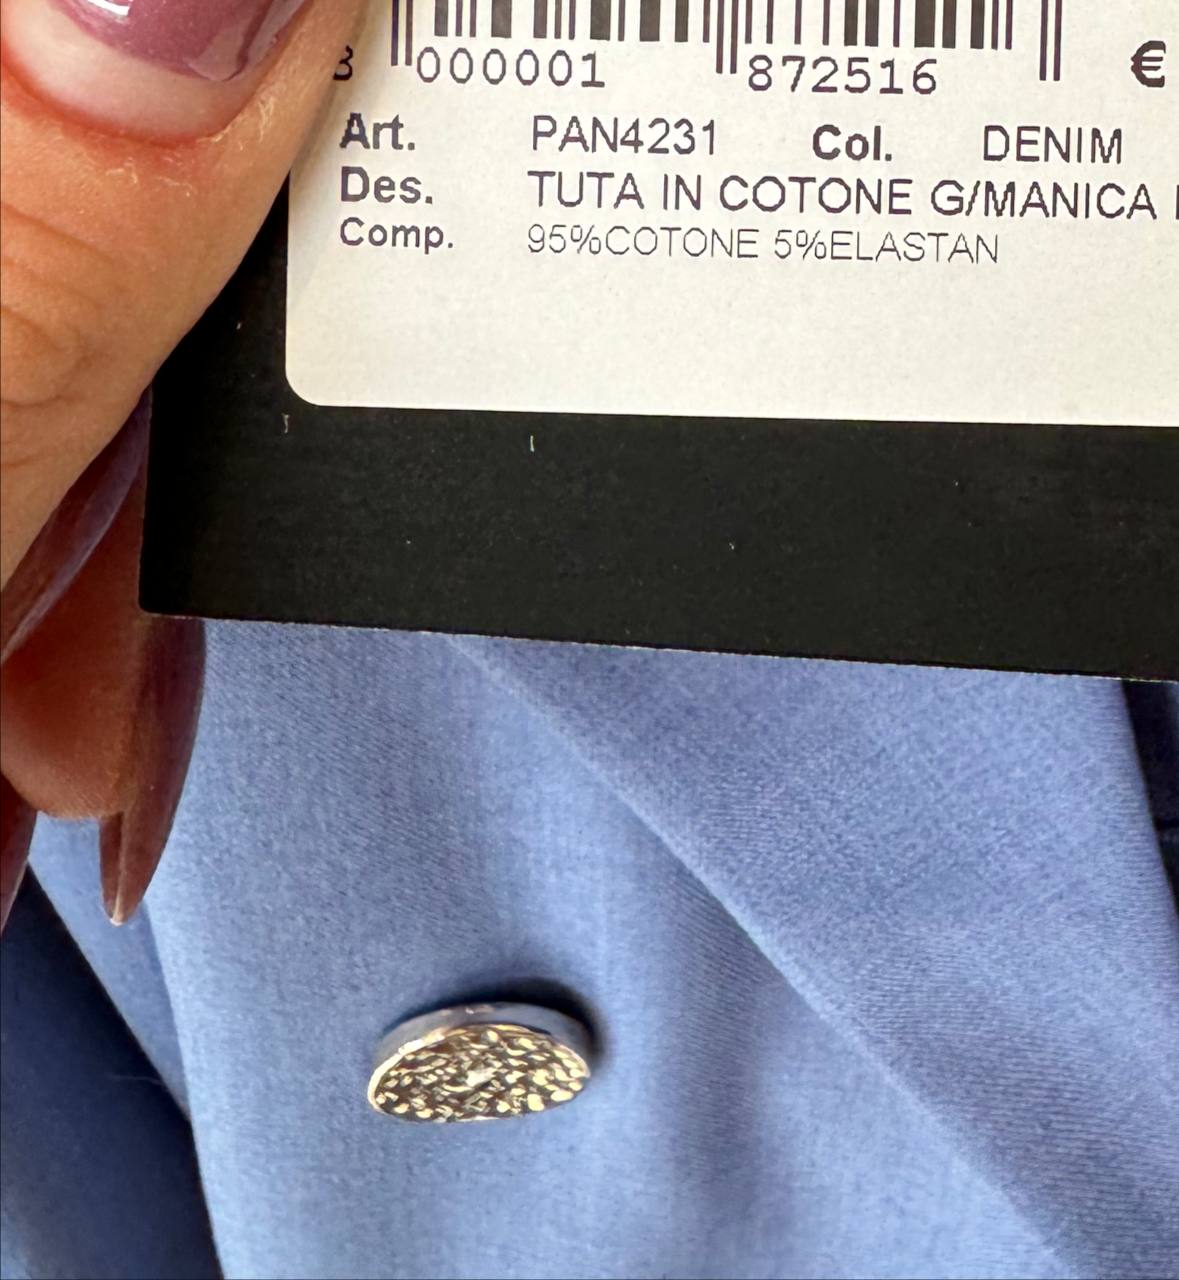 000001 872516 €
Art. PAN4231 Col. DENIM
Des. TUTA IN COTONE G/MANICA
Comp. 95%COTONE 5%ELASTAN